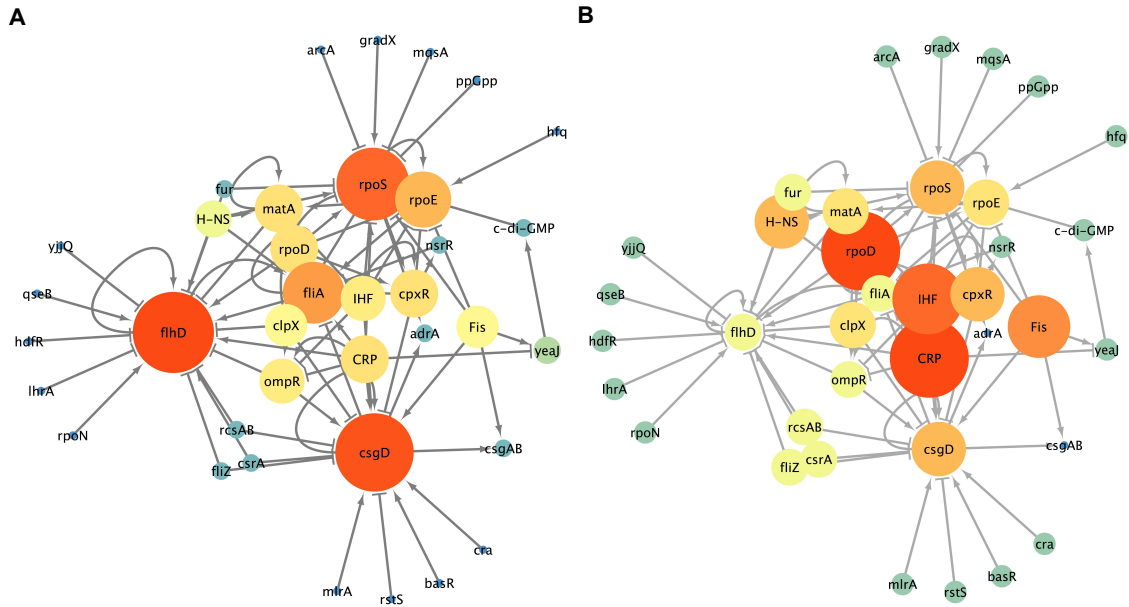 A
arcA
gradX
mqsA
ppGpp
hfq
rpoS
rpoE
fur
matA
H-NS
c-di-GMP
rpoD
nsrR
yjjQ
fliA
IHF
cpxR
qseB
flhD
clpX
Fis
adrA
hdfR
yeaJ
CRP
ompR
lhrA
rpoN
rcsAB
csgD
csgAB
fliZ
csrA
cra
mlrA
rstS
basR
B
arcA
gradX
mqsA
ppGpp
hfq
rpoS
rpoE
fur
matA
H-NS
c-di-GMP
rpoD
nsrR
yjjQ
fliA
IHF
cpxR
qseB
flhD
clpX
Fis
adrA
hdfR
yeaJ
CRP
ompR
lhrA
rpoN
rcsAB
csgD
csgAB
fliZ
csrA
cra
mlrA
rstS
basR